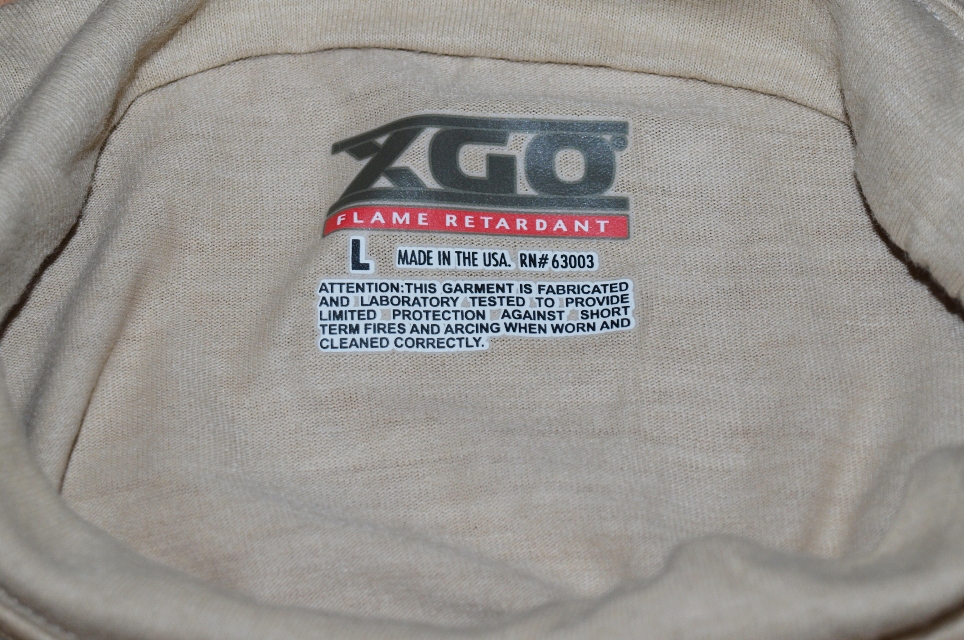 XGO®
FLAME RETARDANT
L MADE IN THE USA. RN# 63003
ATTENTION:THIS GARMENT IS FABRICATED
AND LABORATORY TESTED TO PROVIDE
LIMITED PROTECTION AGAINST SHORT
TERM FIRES AND ARCING WHEN WORN AND
CLEANED CORRECTLY.